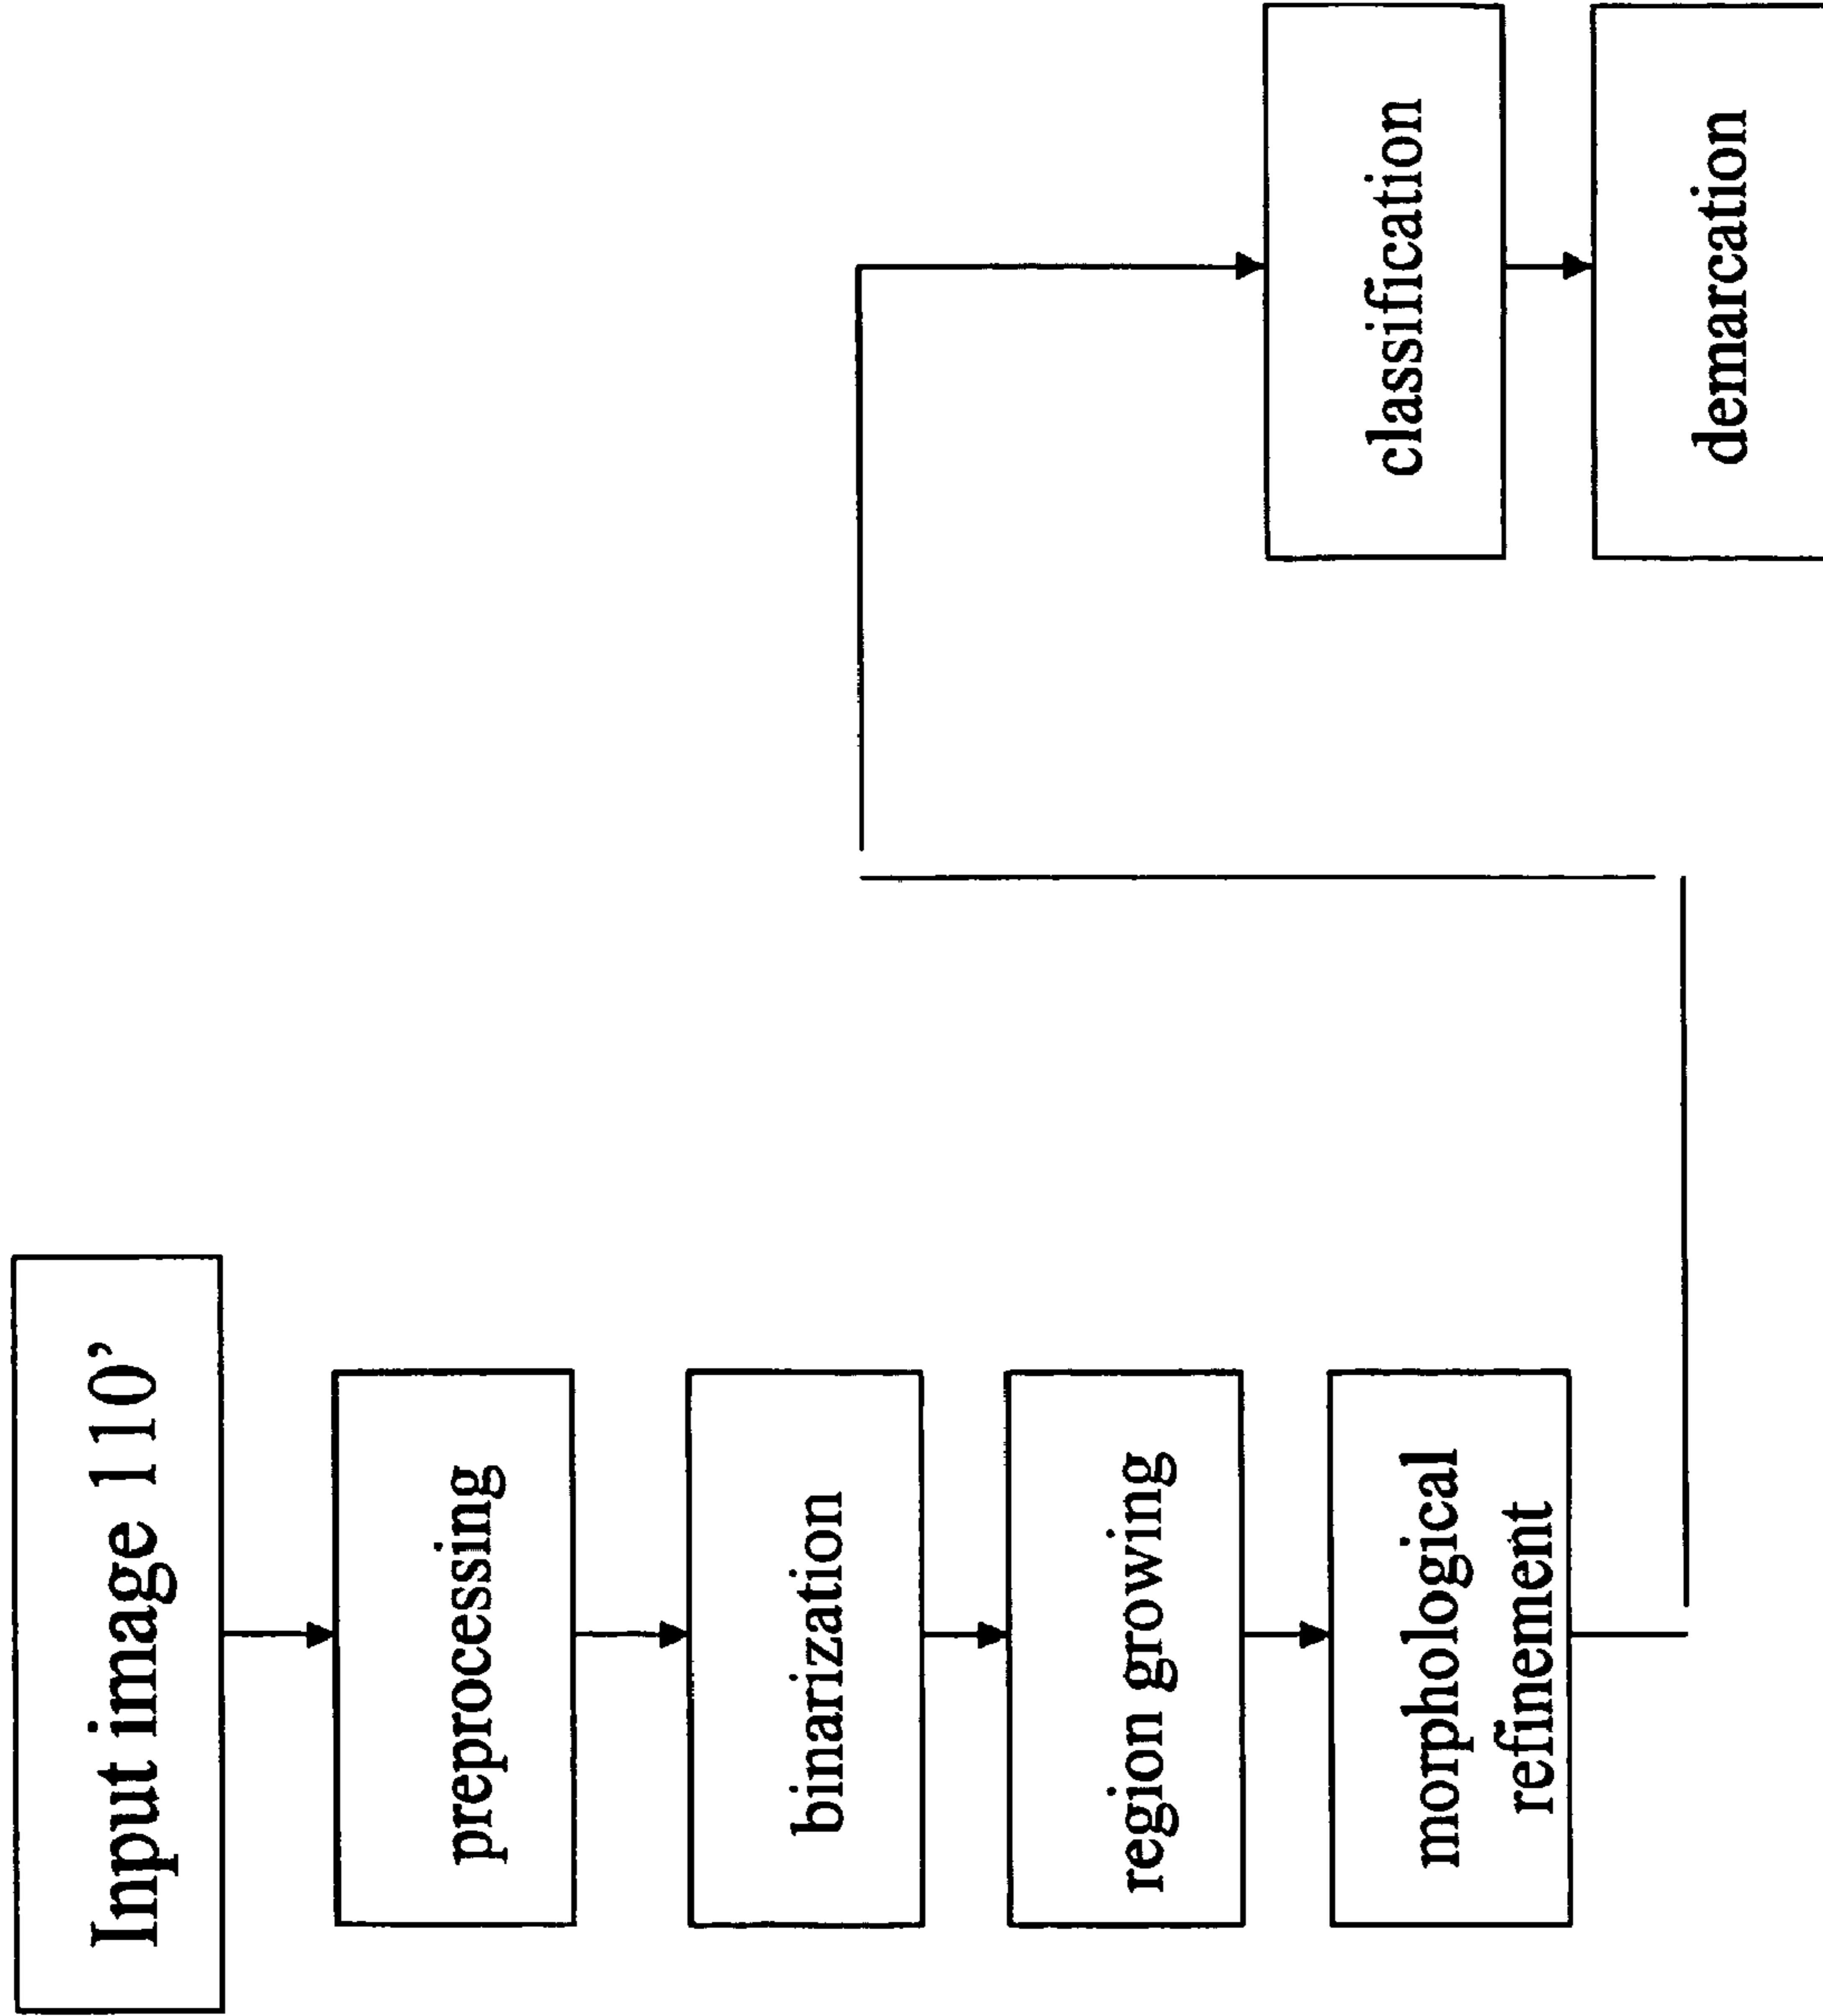 Input image 110’
preprocessing
binarization
region growing
morphological
refinement
classification
demarcation